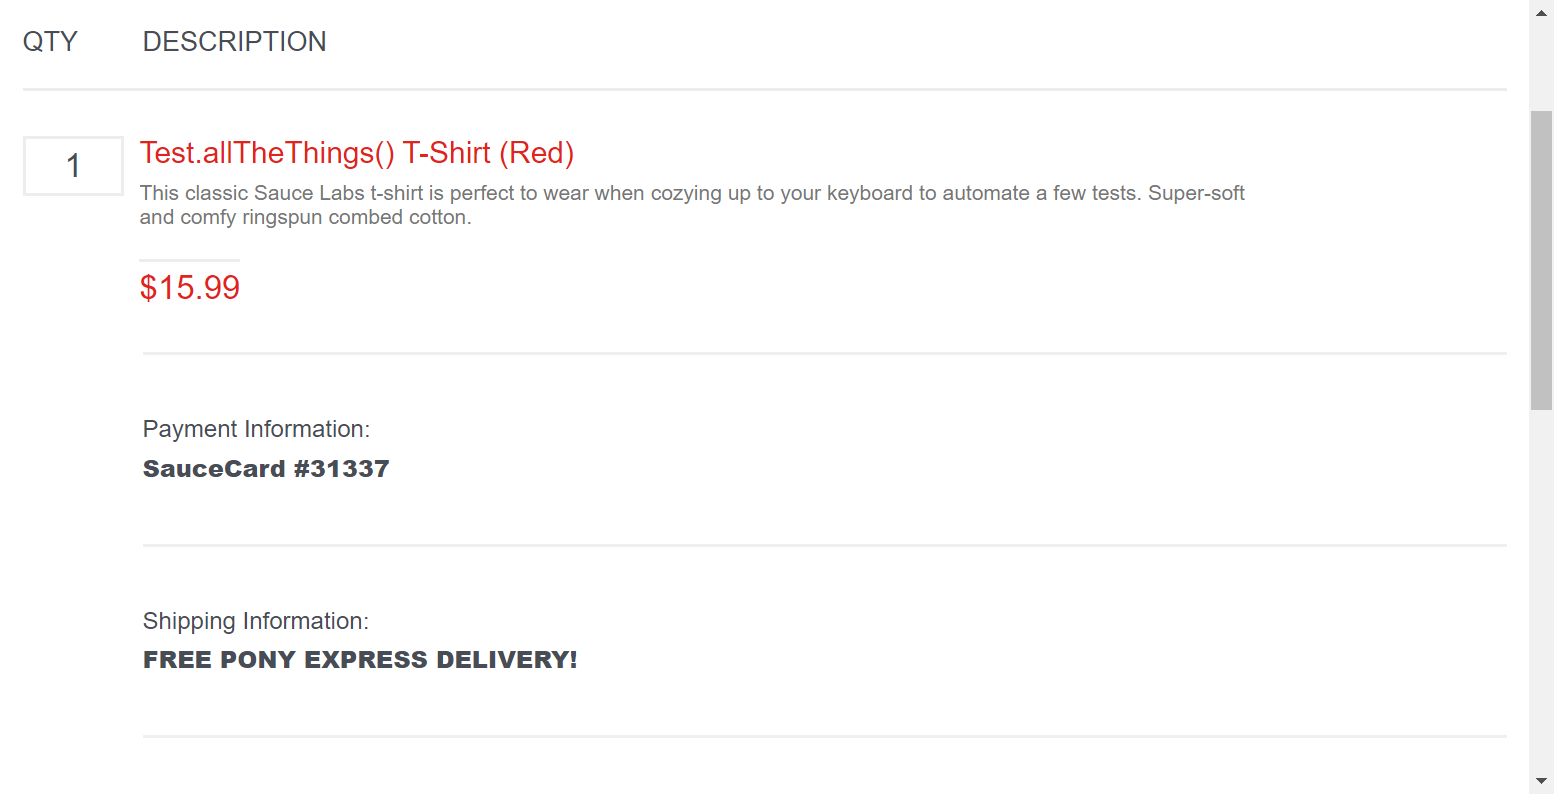 QTY DESCRIPTION
1 Test.allTheThings() T-Shirt (Red)
This classic Sauce Labs t-shirt is perfect to wear when cozying up to your keyboard to automate a few tests. Super-soft
and comfy ringspun combed cotton.
$15.99
Payment Information:
SauceCard #31337
Shipping Information:
FREE PONY EXPRESS DELIVERY!